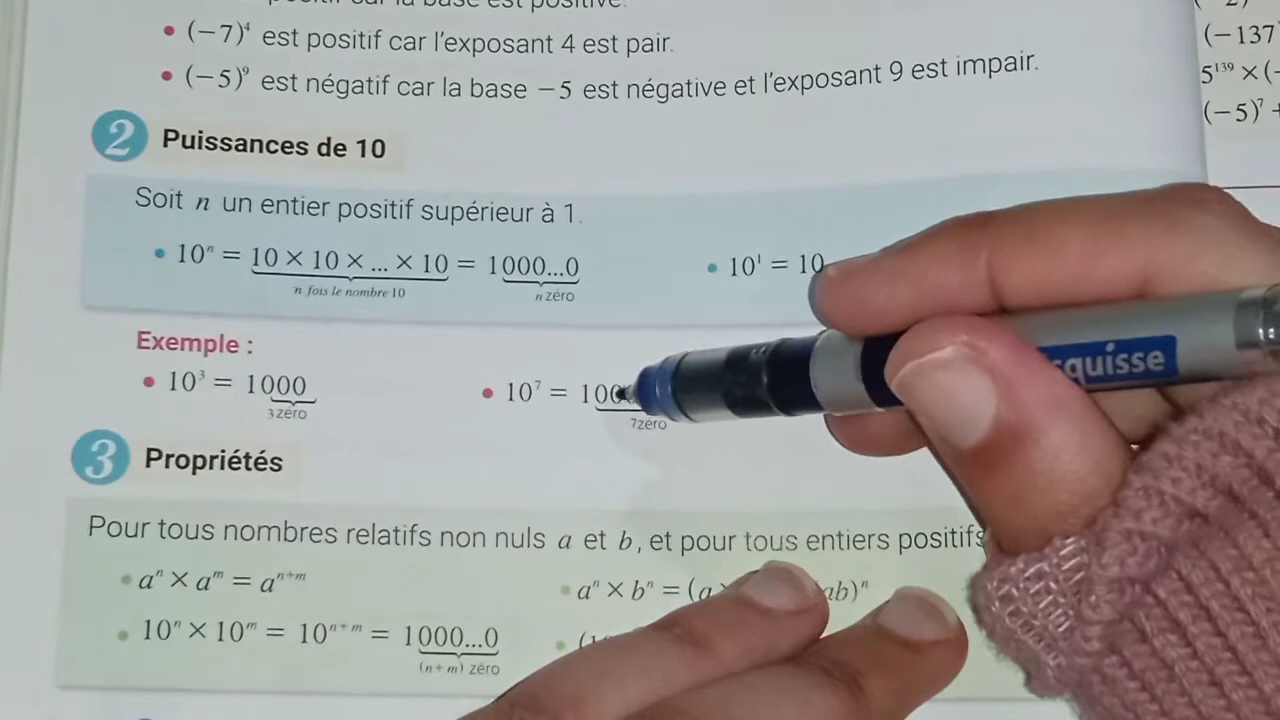 • (−7)⁴ est positif car l'exposant 4 est pair.
• (−5)⁹ est négatif car la base −5 est négative et l'exposant 9 est impair.
(−137
5¹³⁹ × (−
(−5)⁷ +
2 Puissances de 10
Soit n un entier positif supérieur à 1.
• 10ⁿ = 10 × 10 × ... × 10 = 1000...0 • 10¹ = 10
n fois le nombre 10 n zéro
Exemple :
• 10³ = 1000 • 10⁷ = 100
3 zéro 7 zéro
quisse
3 Propriétés
Pour tous nombres relatifs non nuls a et b, et pour tous entiers positifs
• aⁿ × aᵐ = aⁿ⁺ᵐ • aⁿ × bⁿ = (a ab)ⁿ
• 10ⁿ × 10ᵐ = 10ⁿ⁺ᵐ = 1000...0
(n+m) zéro